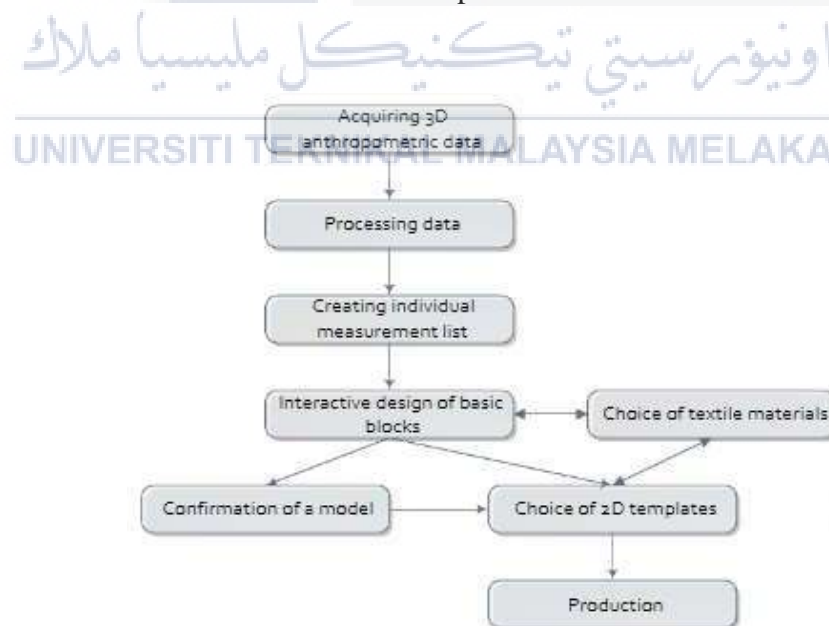 اونيۏرسيتي تيكنيكل مليسيا ملاك
UNIVERSITI TEKNIKAL MALAYSIA MELAKA
Acquiring 3D
anthropometric data
Processing data
Creating individual
measurement list
Interactive design of basic
blocks
Choice of textile materials
Confirmation of a model
Choice of 2D templates
Production